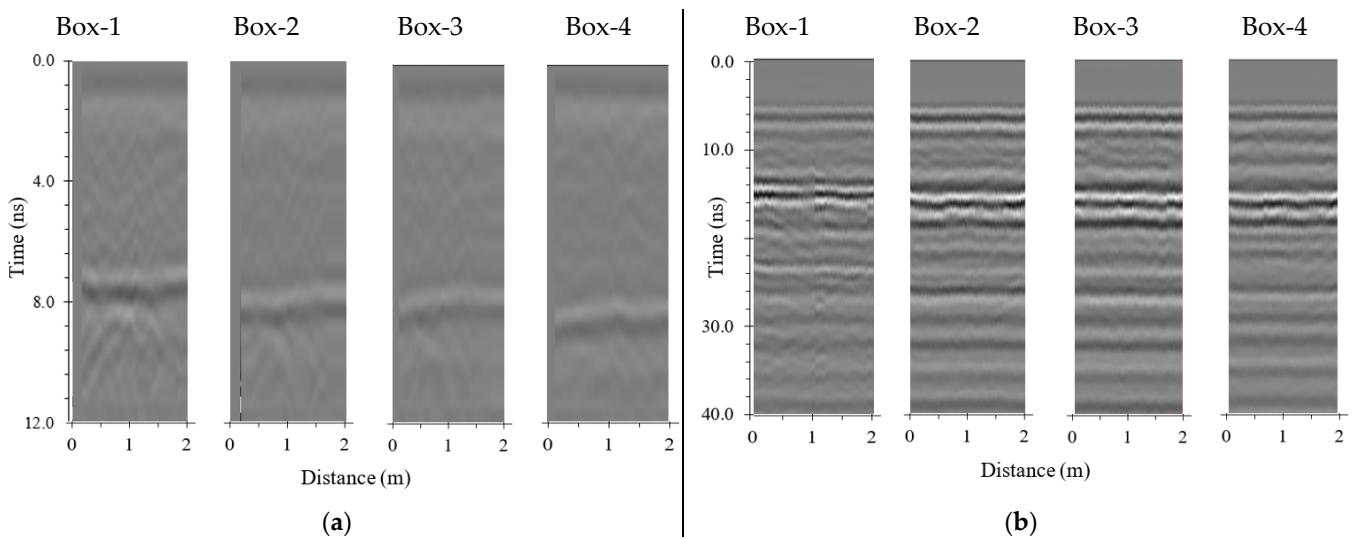 Box-1 Box-2 Box-3 Box-4
0.0
4.0
8.0
12.0
Time (ns)
0 1 2 0 1 2 0 1 2 0 1 2
Distance (m)
(a)
Box-1 Box-2 Box-3 Box-4
0.0
10.0
20.0
30.0
40.0
Time (ns)
0 1 2 0 1 2 0 1 2 0 1 2
Distance (m)
(b)